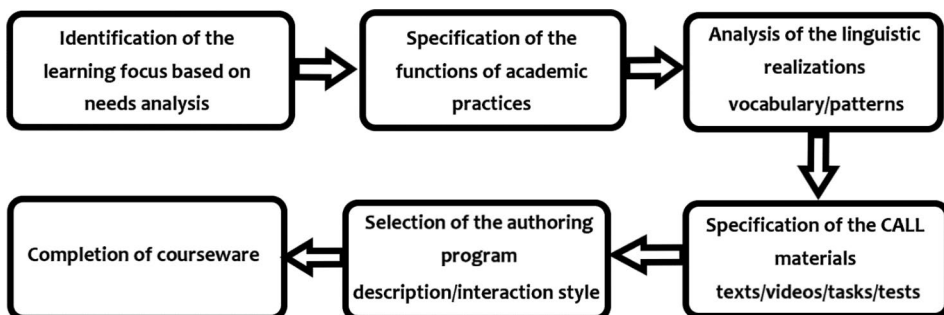 Identification of the
learning focus based on
needs analysis
Specification of the
functions of academic
practices
Analysis of the linguistic
realizations
vocabulary/patterns
Specification of the CALL
materials
texts/videos/tasks/tests
Selection of the authoring
program
description/interaction style
Completion of courseware